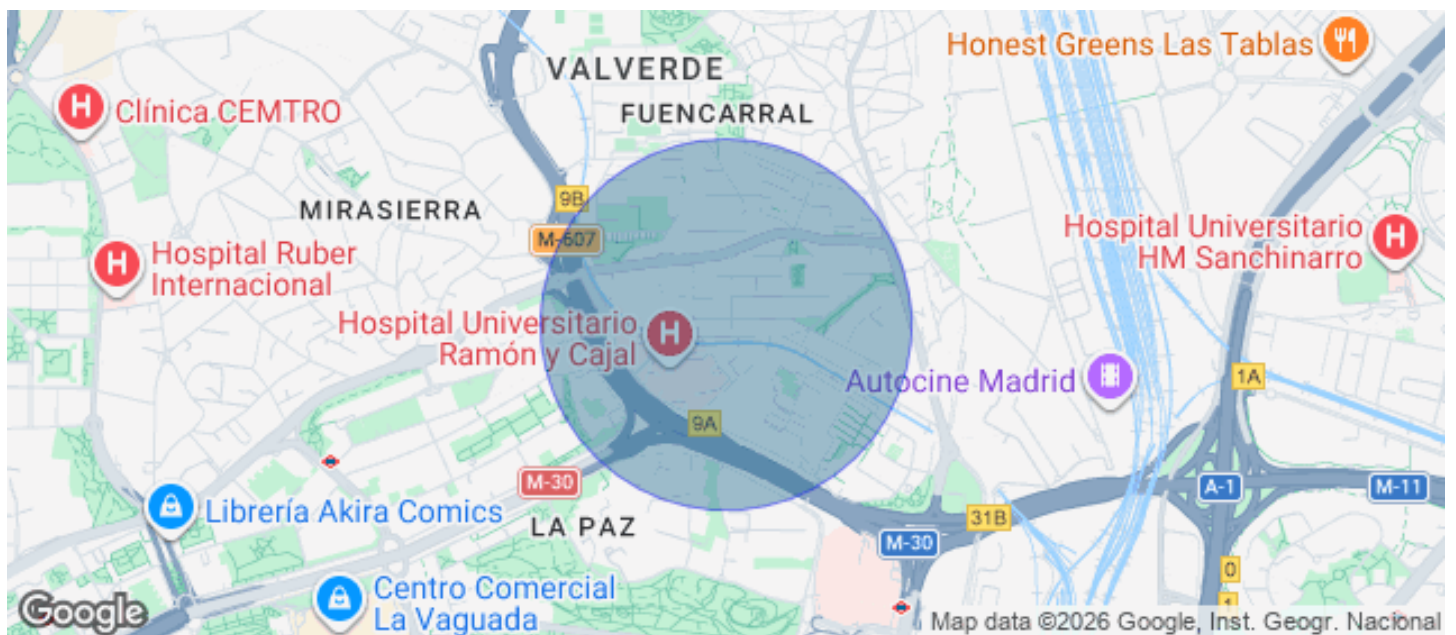 Honest Greens Las Tablas
VALVERDE
Clínica CEMTRO
FUENCARRAL
9B
MIRASIERRA
M-607
Hospital Universitario
HM Sanchinarro
Hospital Ruber
Internacional
Hospital Universitario
Ramón y Cajal
Autocine Madrid
1A
9A
M-30
A-1
M-11
Librería Akira Comics
LA PAZ
31B
M-30
0
Centro Comercial
La Vaguada
1
Google
Map data ©2026 Google, Inst. Geogr. Nacional